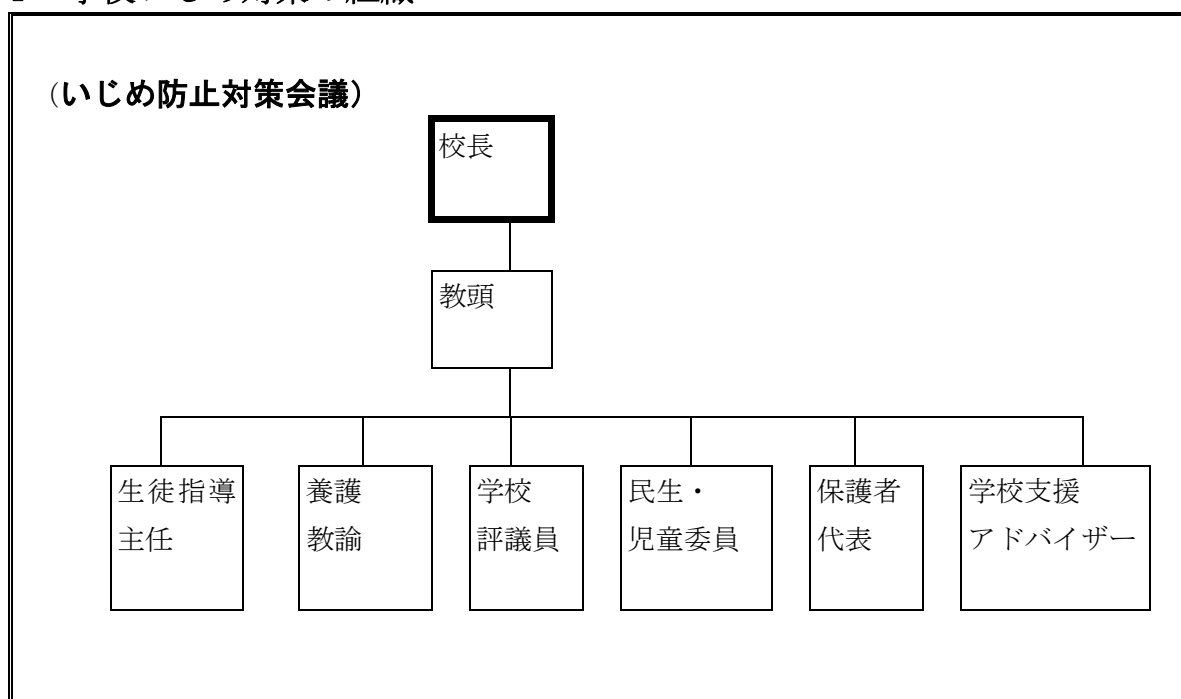 (いじめ防止対策会議)
校長
教頭
生徒指導
主任
養護
教諭
学校
評議員
民生・
児童委員
保護者
代表
学校支援
アドバイザー